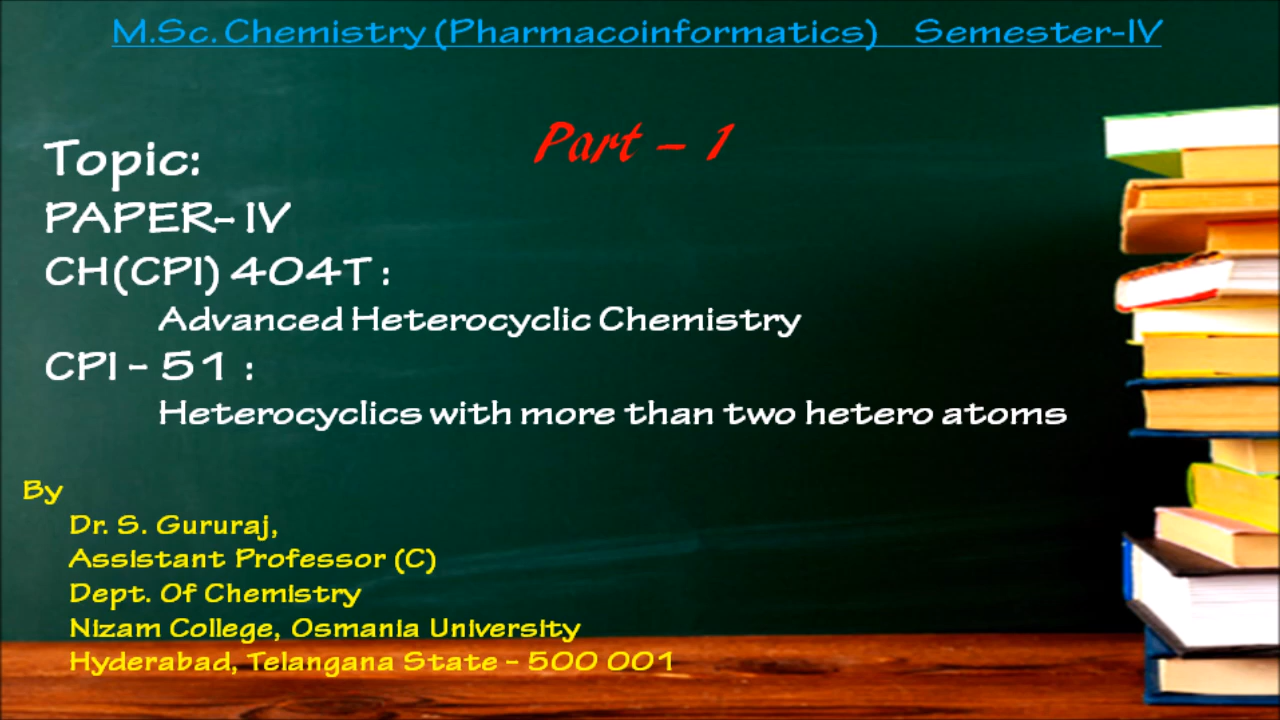 M.Sc. Chemistry (Pharmacoinformatics) Semester-IV
Part – 1
Topic:
PAPER- IV
CH(CPI) 404T :
Advanced Heterocyclic Chemistry
CPI - 51 :
Heterocyclics with more than two hetero atoms
By
Dr. S. Gururaj,
Assistant Professor (C)
Dept. Of Chemistry
Nizam College, Osmania University
Hyderabad, Telangana State - 500 001